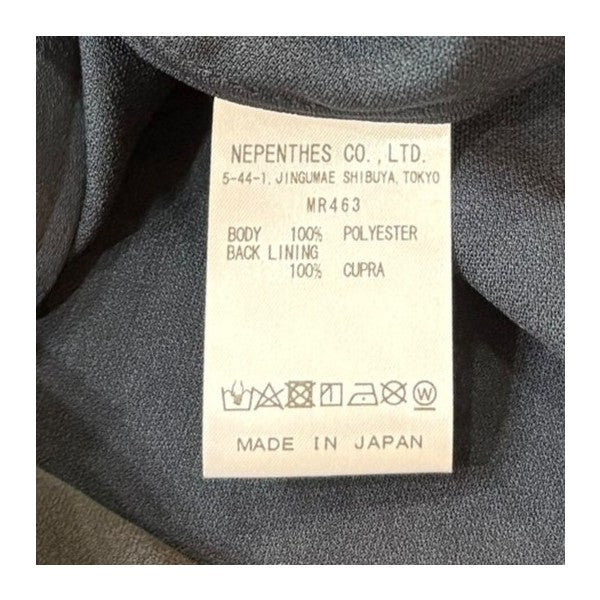 NEPENTHES CO., LTD.
5-44-1, JINGUMAE SHIBUYA, TOKYO
MR463
BODY 100% POLYESTER
BACK LINING
100% CUPRA
W
MADE IN JAPAN